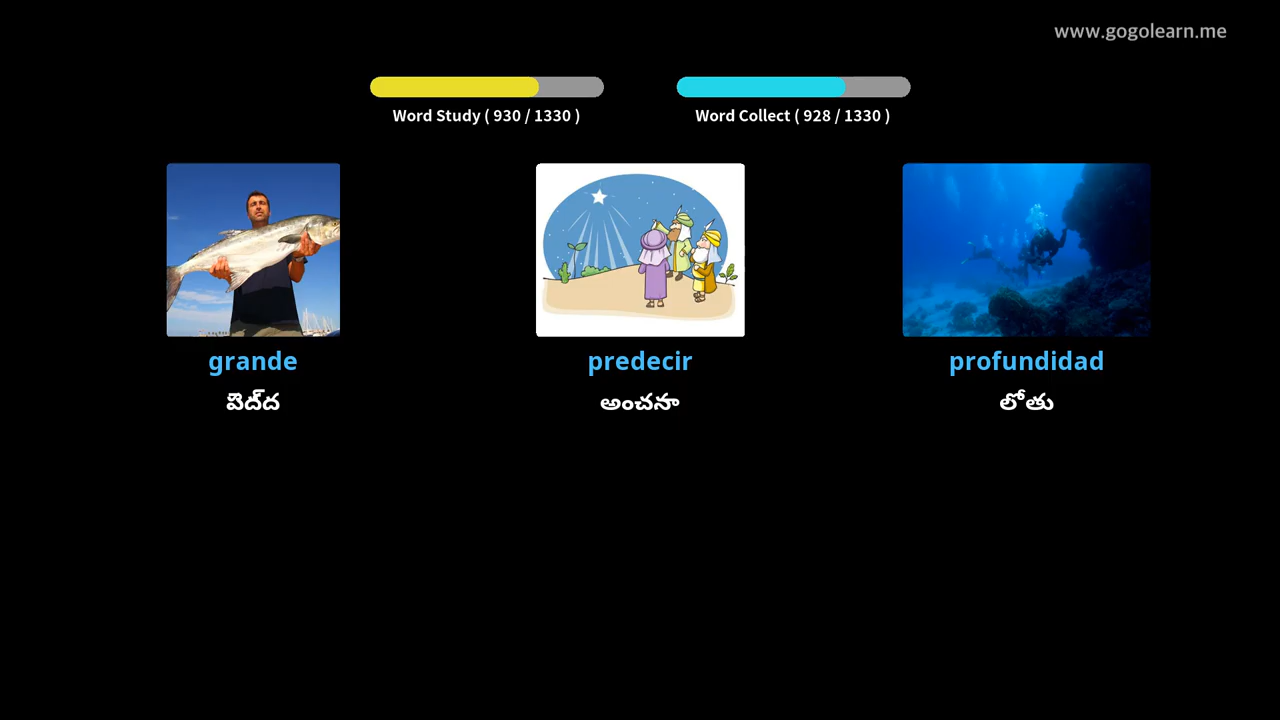 www.gogolearn.me
Word Study ( 930 / 1330 )
Word Collect ( 928 / 1330 )
grande
predecir
profundidad
పెద్ద
అంచనా
లోతు